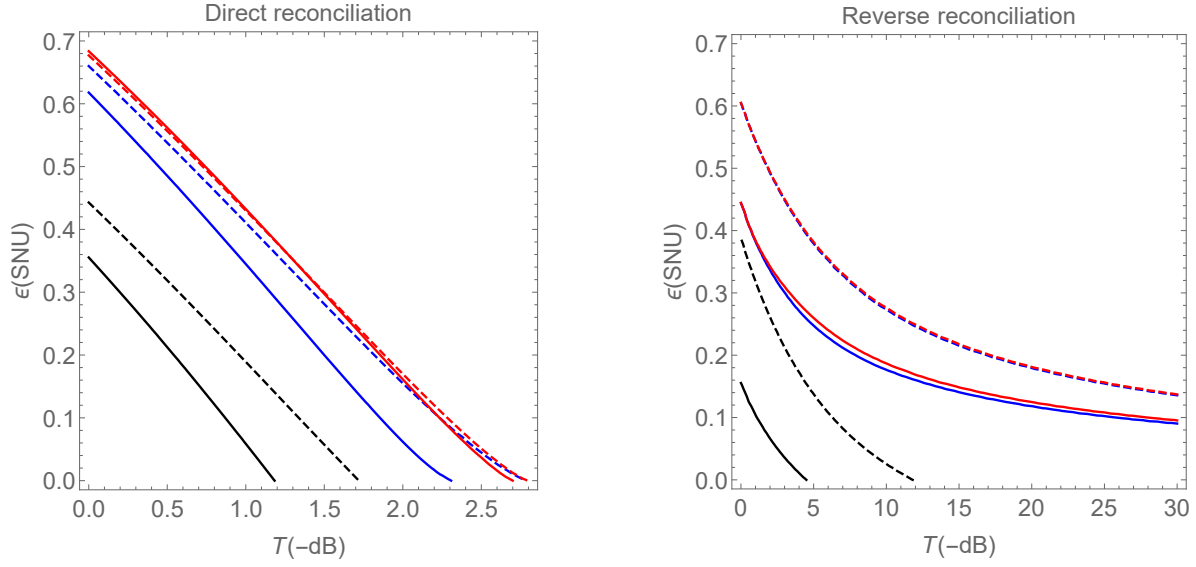 Direct reconciliation
0.7
0.6
0.5
0.4
0.3
0.2
0.1
0.0
ϵ(SNU)
0.0 0.5 1.0 1.5 2.0 2.5
T(−dB)
Reverse reconciliation
0.7
0.6
0.5
0.4
0.3
0.2
0.1
0.0
ϵ(SNU)
0 5 10 15 20 25 30
T(−dB)